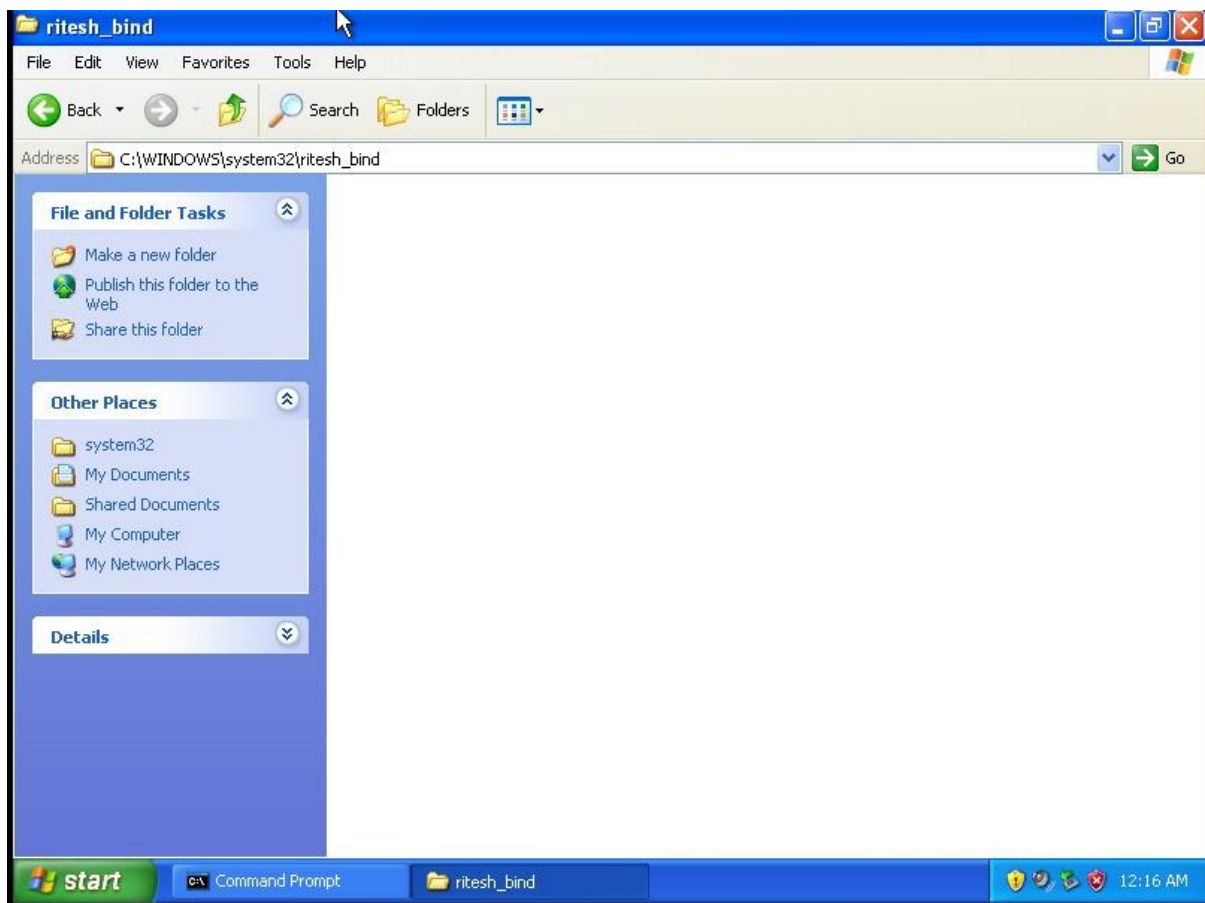 ritesh_bind
File Edit View Favorites Tools Help
Back Search Folders
Address C:\WINDOWS\system32\ritesh_bind Go
File and Folder Tasks
Make a new folder
Publish this folder to the
Web
Share this folder
Other Places
system32
My Documents
Shared Documents
My Computer
My Network Places
Details
start C:\ Command Prompt ritesh_bind 12:16 AM